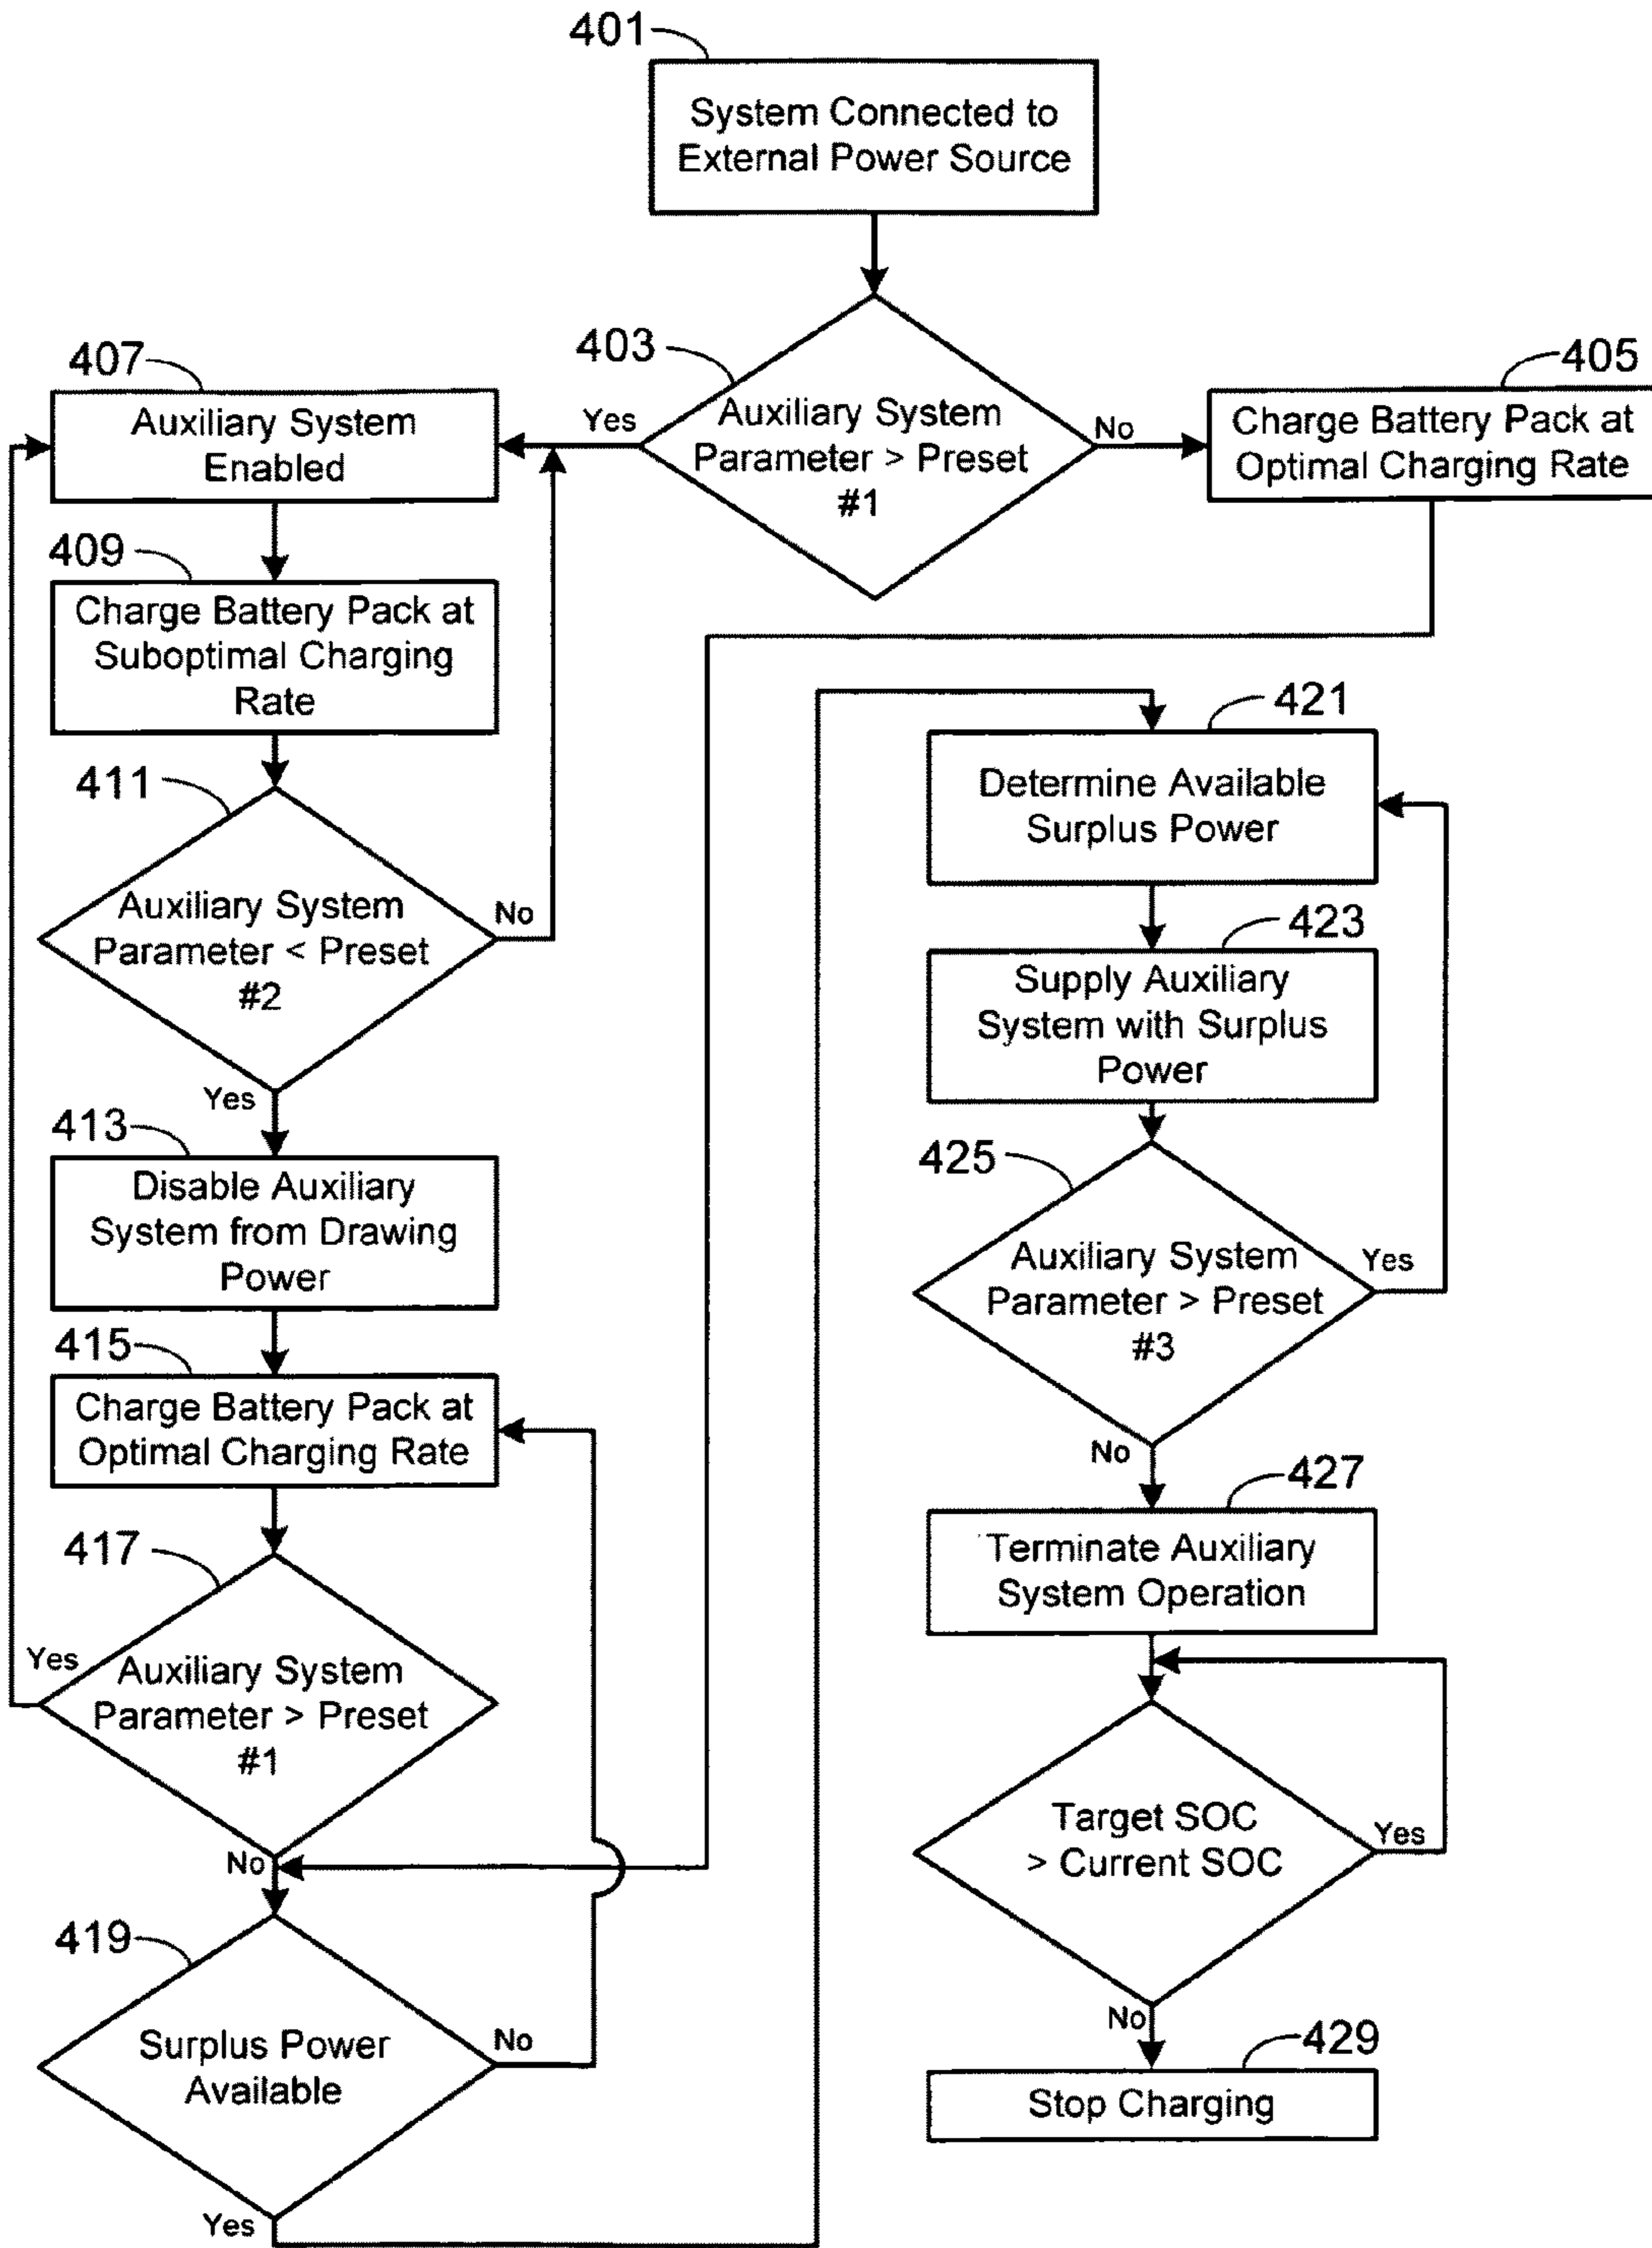 401
System Connected to
External Power Source
403
Auxiliary System
Parameter > Preset
#1
Yes
No
405
Charge Battery Pack at
Optimal Charging Rate
407
Auxiliary System
Enabled
409
Charge Battery Pack at
Suboptimal Charging
Rate
411
Auxiliary System
Parameter < Preset
#2
No
Yes
413
Disable Auxiliary
System from Drawing
Power
415
Charge Battery Pack at
Optimal Charging Rate
417
Yes
Auxiliary System
Parameter > Preset
#1
No
419
Surplus Power
Available
No
Yes
421
Determine Available
Surplus Power
423
Supply Auxiliary
System with Surplus
Power
425
Auxiliary System
Parameter > Preset
#3
Yes
No
427
Terminate Auxiliary
System Operation
Target SOC
> Current SOC
Yes
No
429
Stop Charging